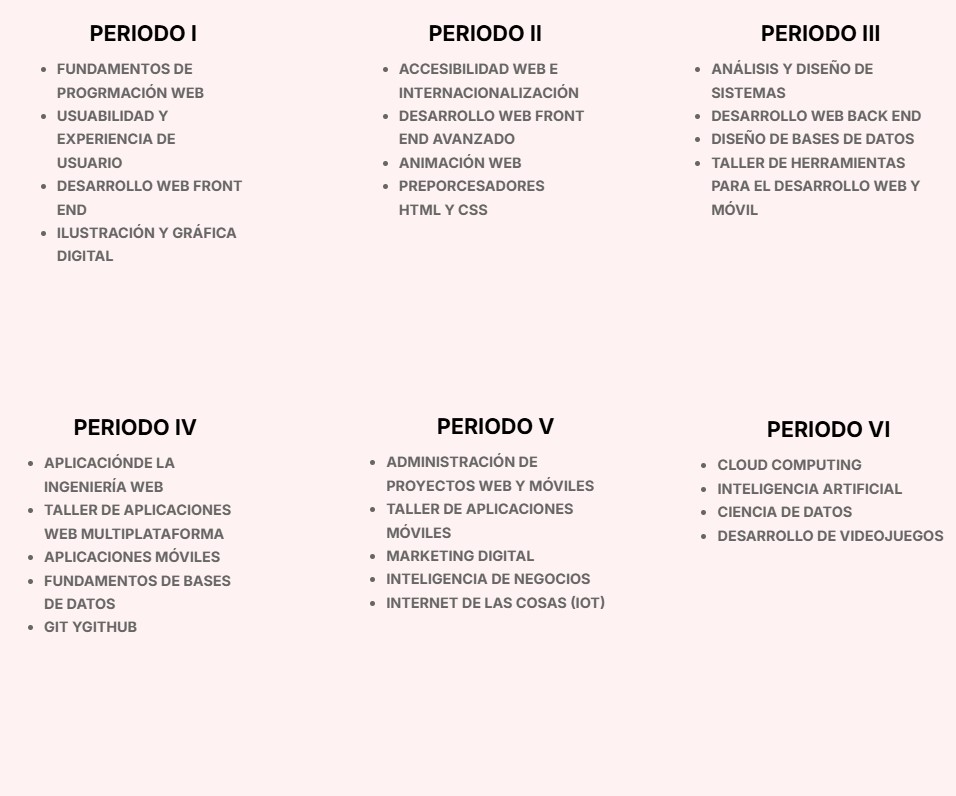 PERIODO I
FUNDAMENTOS DE
PROGRMACIÓN WEB
USUABILIDAD Y
EXPERIENCIA DE
USUARIO
DESARROLLO WEB FRONT
END
ILUSTRACIÓN Y GRÁFICA
DIGITAL
PERIODO II
ACCESIBILIDAD WEB E
INTERNACIONALIZACIÓN
DESARROLLO WEB FRONT
END AVANZADO
ANIMACIÓN WEB
PREPORCESADORES
HTML Y CSS
PERIODO III
ANÁLISIS Y DISEÑO DE
SISTEMAS
DESARROLLO WEB BACK END
DISEÑO DE BASES DE DATOS
TALLER DE HERRAMIENTAS
PARA EL DESARROLLO WEB Y
MÓVIL
PERIODO IV
APLICACIÓNDE LA
INGENIERÍA WEB
TALLER DE APLICACIONES
WEB MULTIPLATAFORMA
APLICACIONES MÓVILES
FUNDAMENTOS DE BASES
DE DATOS
GIT YGITHUB
PERIODO V
ADMINISTRACIÓN DE
PROYECTOS WEB Y MÓVILES
TALLER DE APLICACIONES
MÓVILES
MARKETING DIGITAL
INTELIGENCIA DE NEGOCIOS
INTERNET DE LAS COSAS (IOT)
PERIODO VI
CLOUD COMPUTING
INTELIGENCIA ARTIFICIAL
CIENCIA DE DATOS
DESARROLLO DE VIDEOJUEGOS